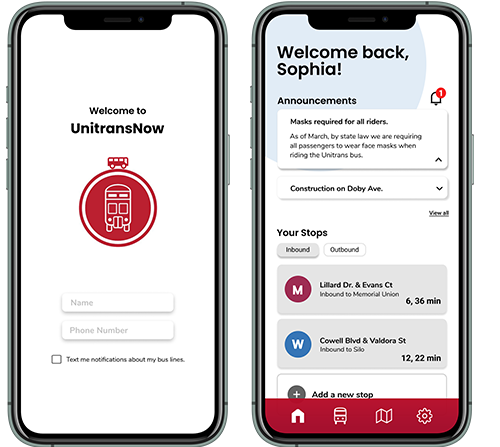 Welcome to
UnitransNow
Name
Phone Number
Text me notifications about my bus lines.
Welcome back,
Sophia!
1
Announcements
Masks required for all riders.
As of March, by state law we are requiring
all passengers to wear face masks when
riding the Unitrans bus.
Construction on Doby Ave.
View all
Your Stops
Inbound
Outbound
M
Lillard Dr. & Evans Ct
Inbound to Memorial Union
6, 36 min
W
Cowell Blvd & Valdora St
Inbound to Silo
12, 22 min
Add a new stop